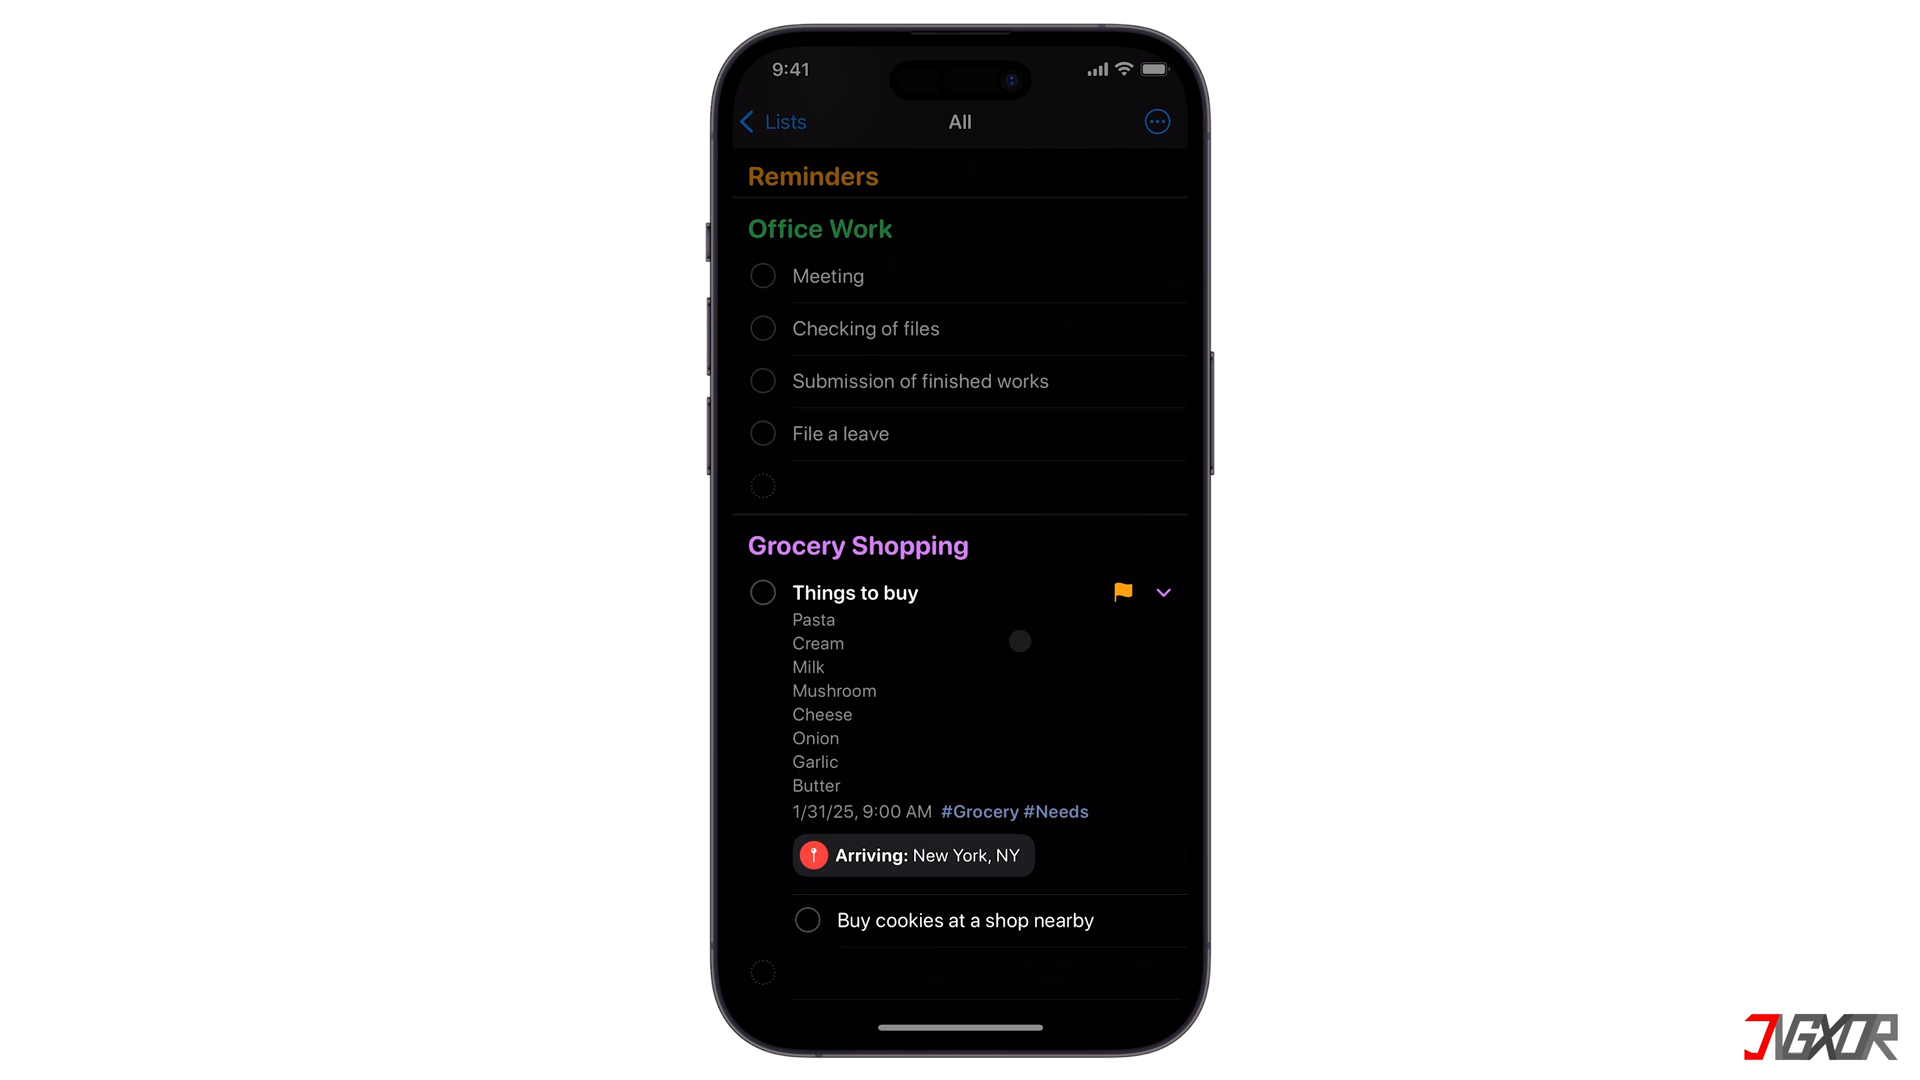 9:41
Lists
All
Reminders
Office Work
Meeting
Checking of files
Submission of finished works
File a leave
Grocery Shopping
Things to buy
Pasta
Cream
Milk
Mushroom
Cheese
Onion
Garlic
Butter
1/31/25, 9:00 AM #Grocery #Needs
Arriving: New York, NY
Buy cookies at a shop nearby